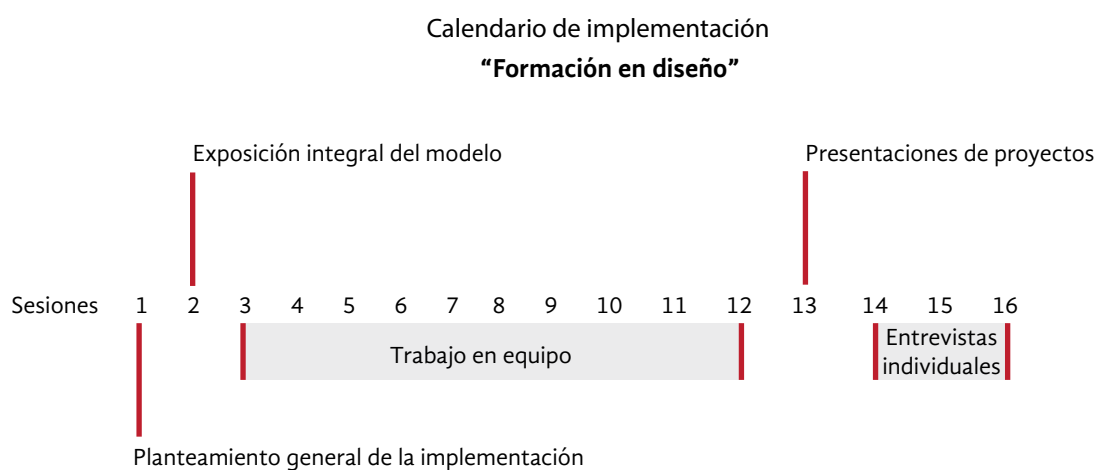 Calendario de implementación
“Formación en diseño”
Exposición integral del modelo
Presentaciones de proyectos
Sesiones 1 2 3 4 5 6 7 8 9 10 11 12 13 14 15 16
Trabajo en equipo
Entrevistas
individuales
Planteamiento general de la implementación